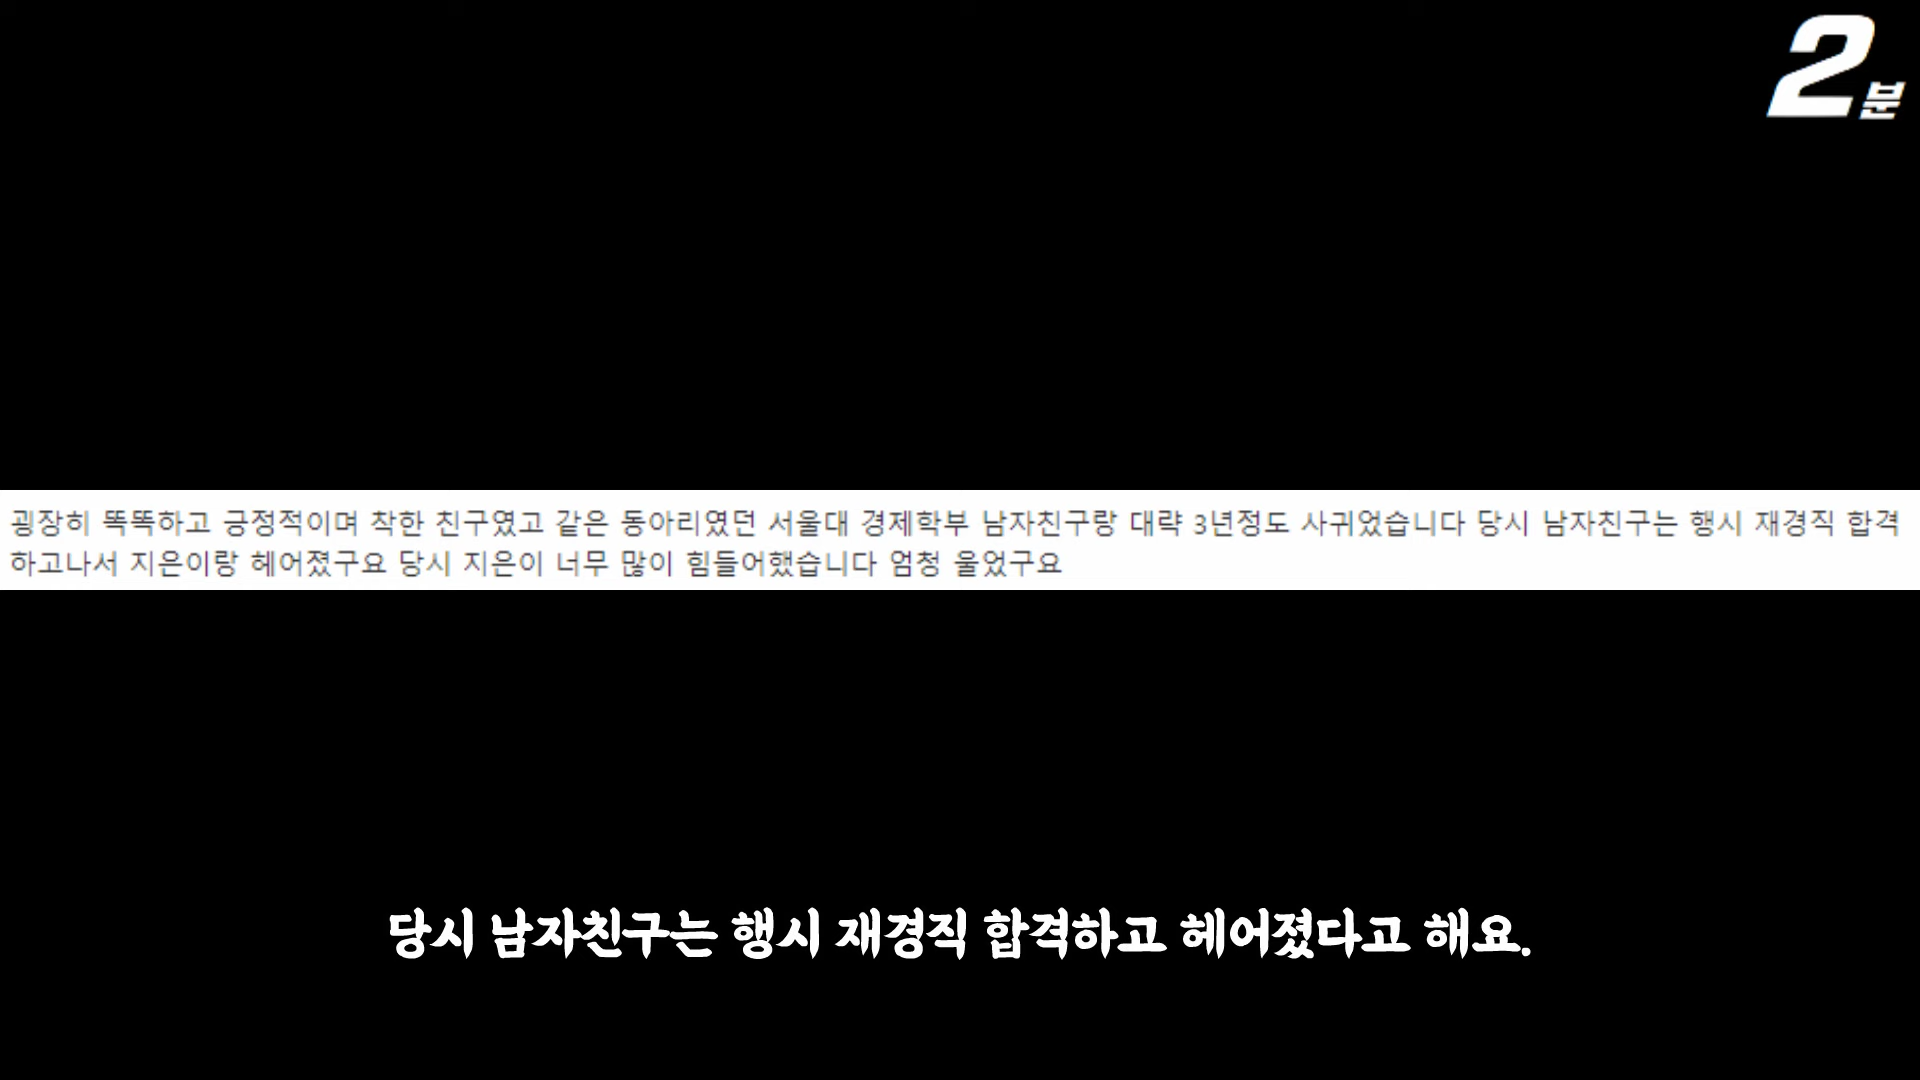 2분
굉장히 똑똑하고 긍정적이며 착한 친구였고 같은 동아리였던 서울대 경제학부 남자친구랑 대략 3년정도 사귀었습니다 당시 남자친구는 행시 재경직 합격
하고나서 지은이랑 헤어졌구요 당시 지은이 너무 많이 힘들어했습니다 엄청 울었구요
당시 남자친구는 행시 재경직 합격하고 헤어졌다고 해요.